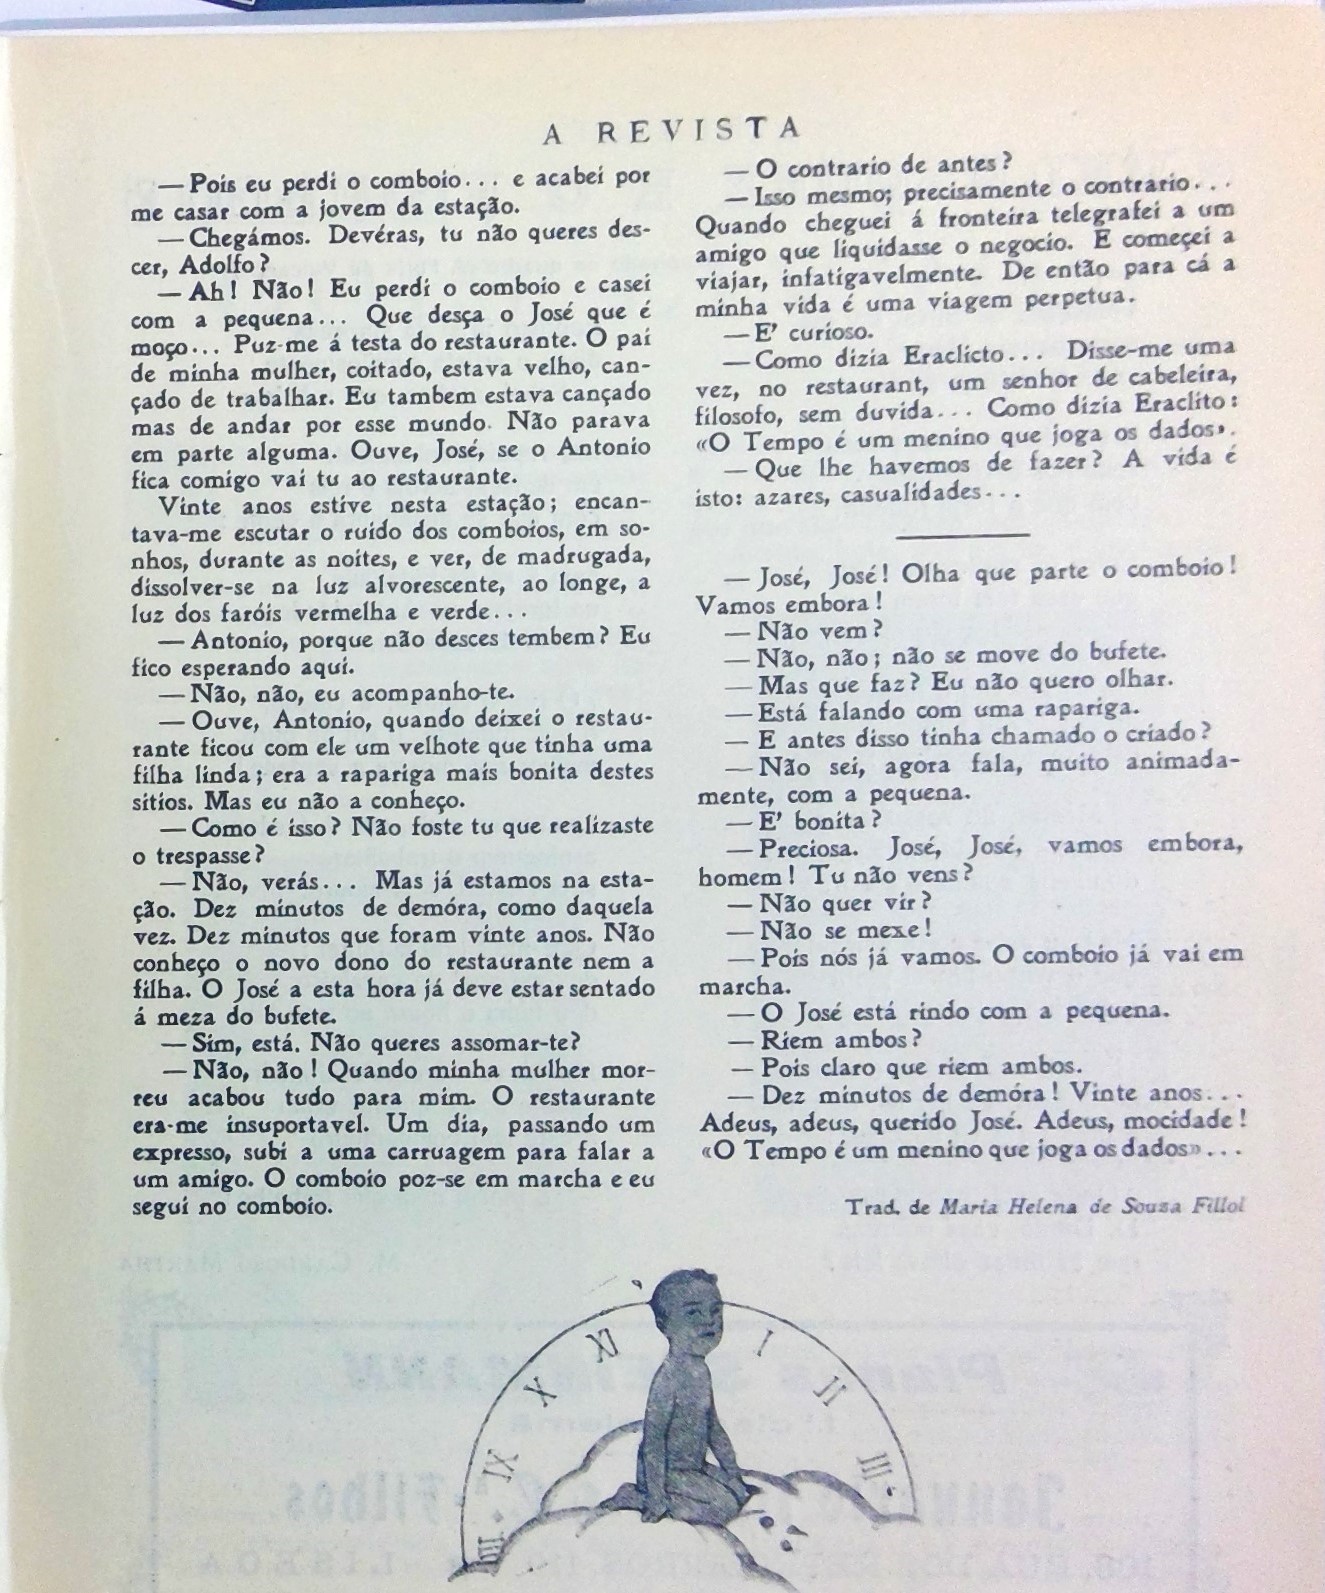 A REVISTA
— Pois eu perdi o comboio... e acabei por
me casar com a jovem da estação.
— Chegámos. Devéras, tu não queres des-
cer, Adolfo?
— Ah! Não! Eu perdi o comboio e casei
com a pequena... Que desça o José que é
moço... Puz-me á testa do restaurante. O pai
de minha mulher, coitado, estava velho, can-
çado de trabalhar. Eu tambem estava cançado
mas de andar por esse mundo. Não parava
em parte alguma. Ouve, José, se o Antonio
fica comigo vai tu ao restaurante.
Vinte anos estive nesta estação; encan-
tava-me escutar o ruido dos comboios, em so-
nhos, durante as noites, e ver, de madrugada,
dissolver-se na luz alvorescente, ao longe, a
luz dos faróis vermelha e verde...
— Antonio, porque não desces tembem? Eu
fico esperando aqui.
— Não, não, eu acompanho-te.
— Ouve, Antonio, quando deixei o restau-
rante ficou com ele um velhote que tinha uma
filha linda; era a rapariga mais bonita destes
sitios. Mas eu não a conheço.
— Como é isso? Não foste tu que realizaste
o trespasse?
— Não, verás... Mas já estamos na esta-
ção. Dez minutos de demóra, como daquela
vez. Dez minutos que foram vinte anos. Não
conheço o novo dono do restaurante nem a
filha. O José a esta hora já deve estar sentado
á meza do bufete.
— Sim, está. Não queres assomar-te?
— Não, não! Quando minha mulher mor-
reu acabou tudo para mim. O restaurante
era-me insuportavel. Um dia, passando um
expresso, subi a uma carruagem para falar a
um amigo. O comboio poz-se em marcha e eu
segui no comboio.
— O contrario de antes?
— Isso mesmo; precisamente o contrario...
Quando cheguei á fronteira telegrafei a um
amigo que liquidasse o negocio. E começei a
viajar, infatigavelmente. De então para cá a
minha vida é uma viagem perpetua.
— E' curioso.
— Como dizia Eraclicto... Disse-me uma
vez, no restaurant, um senhor de cabeleira,
filosofo, sem duvida... Como dizia Eraclito:
«O Tempo é um menino que joga os dados».
— Que lhe havemos de fazer? A vida é
isto: azares, casualidades...
— José, José! Olha que parte o comboio!
Vamos embora!
— Não vem?
— Não, não; não se move do bufete.
— Mas que faz? Eu não quero olhar.
— Está falando com uma rapariga.
— E antes disso tinha chamado o criado?
— Não sei, agora fala, muito animada-
mente, com a pequena.
— E' bonita?
— Preciosa. José, José, vamos embora,
homem! Tu não vens?
— Não quer vir?
— Não se mexe!
— Pois nós já vamos. O comboio já vai em
marcha.
— O José está rindo com a pequena.
— Riem ambos?
— Pois claro que riem ambos.
— Dez minutos de demóra! Vinte anos...
Adeus, adeus, querido José. Adeus, mocidade!
«O Tempo é um menino que joga os dados»...
Trad. de Maria Helena de Souza Fillol
XI I
X II
IX III
IIII